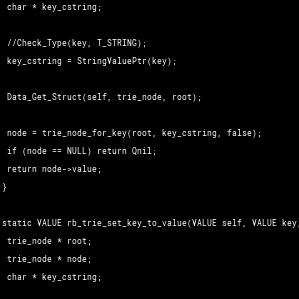 char * key_cstring;
//Check_Type(key, T_STRING);
key_cstring = StringValuePtr(key);
Data_Get_Struct(self, trie_node, root);
node = trie_node_for_key(root, key_cstring, false);
if (node == NULL) return Qnil;
return node->value;
}
static VALUE rb_trie_set_key_to_value(VALUE self, VALUE key,
trie_node * root;
trie_node * node;
char * key_cstring;